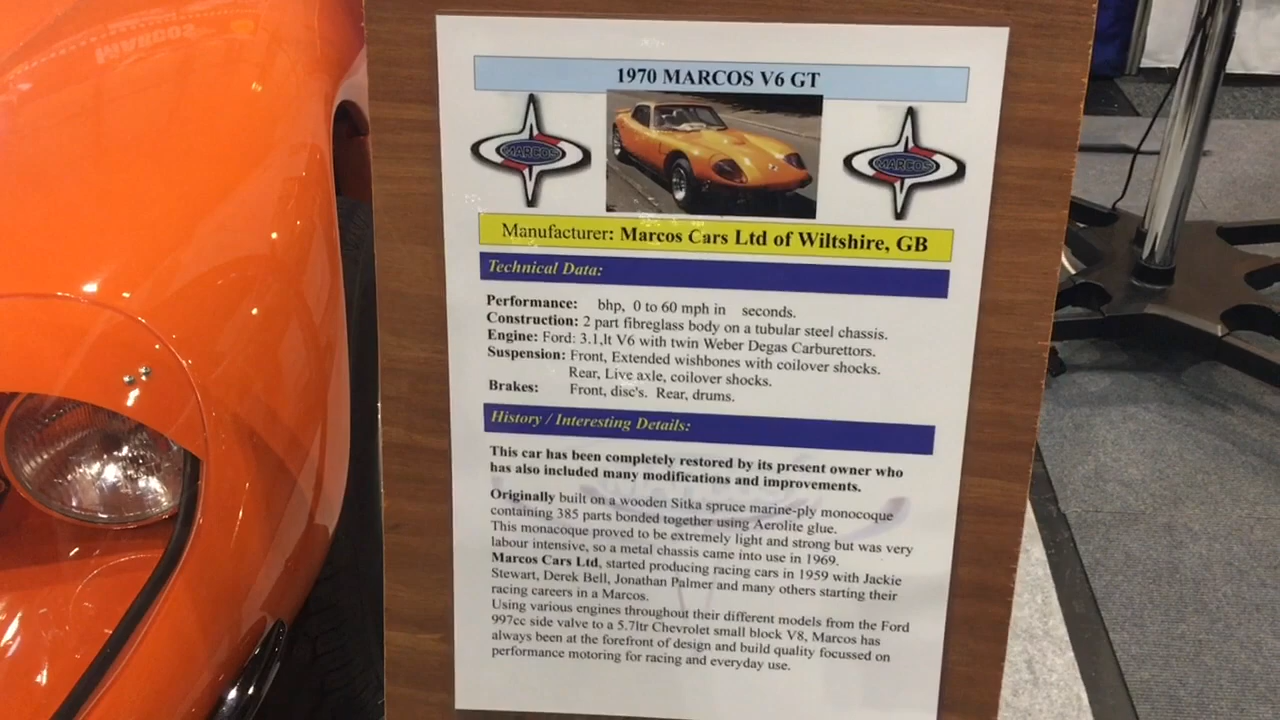 MARCOS
1970 MARCOS V6 GT
MARCOS
MARCOS
Manufacturer: Marcos Cars Ltd of Wiltshire, GB
Technical Data:
Performance: bhp, 0 to 60 mph in seconds.
Construction: 2 part fibreglass body on a tubular steel chassis.
Engine: Ford: 3.1,lt V6 with twin Weber Degas Carburettors.
Suspension: Front, Extended wishbones with coilover shocks.
Rear, Live axle, coilover shocks.
Brakes: Front, disc's. Rear, drums.
History / Interesting Details:
This car has been completely restored by its present owner who
has also included many modifications and improvements.
Originally built on a wooden Sitka spruce marine-ply monocoque
containing 385 parts bonded together using Aerolite glue.
This monacoque proved to be extremely light and strong but was very
labour intensive, so a metal chassis came into use in 1969.
Marcos Cars Ltd, started producing racing cars in 1959 with Jackie
Stewart, Derek Bell, Jonathan Palmer and many others starting their
racing careers in a Marcos.
Using various engines throughout their different models from the Ford
997cc side valve to a 5.7ltr Chevrolet small block V8, Marcos has
always been at the forefront of design and build quality focussed on
performance motoring for racing and everyday use.